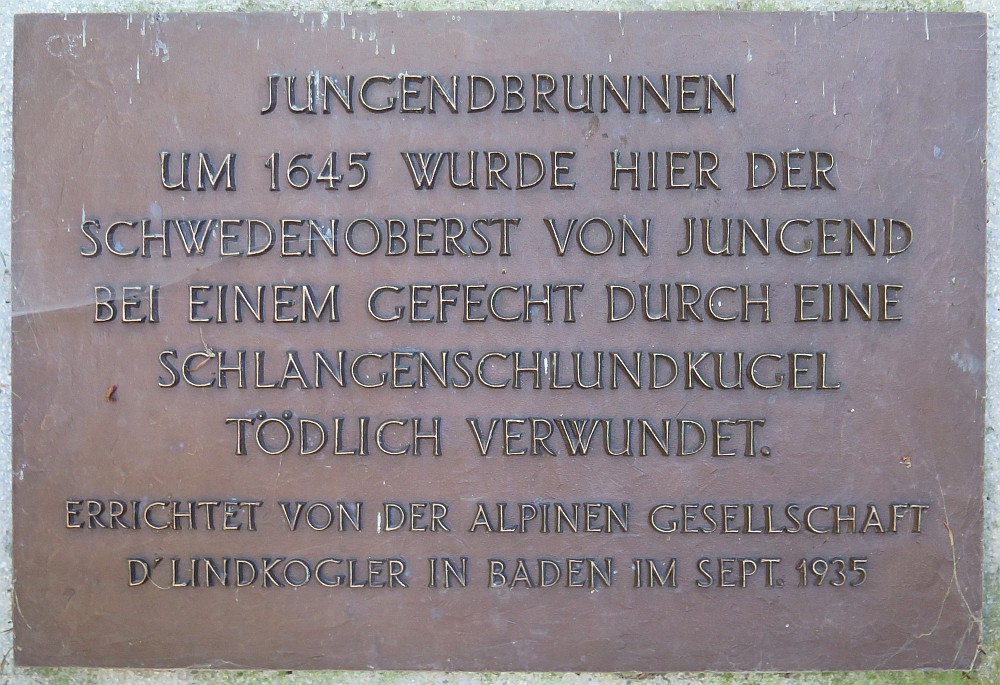 JUNGENDBRUNNEN
UM 1645 WURDE HIER DER
SCHWEDENOBERST VON JUNGEND
BEI EINEM GEFECHT DURCH EINE
SCHLANGENSCHLUNDKUGEL
TÖDLICH VERWUNDET.
ERRICHTET VON DER ALPINEN GESELLSCHAFT
D'LINDKOGLER IN BADEN IM SEPT. 1935